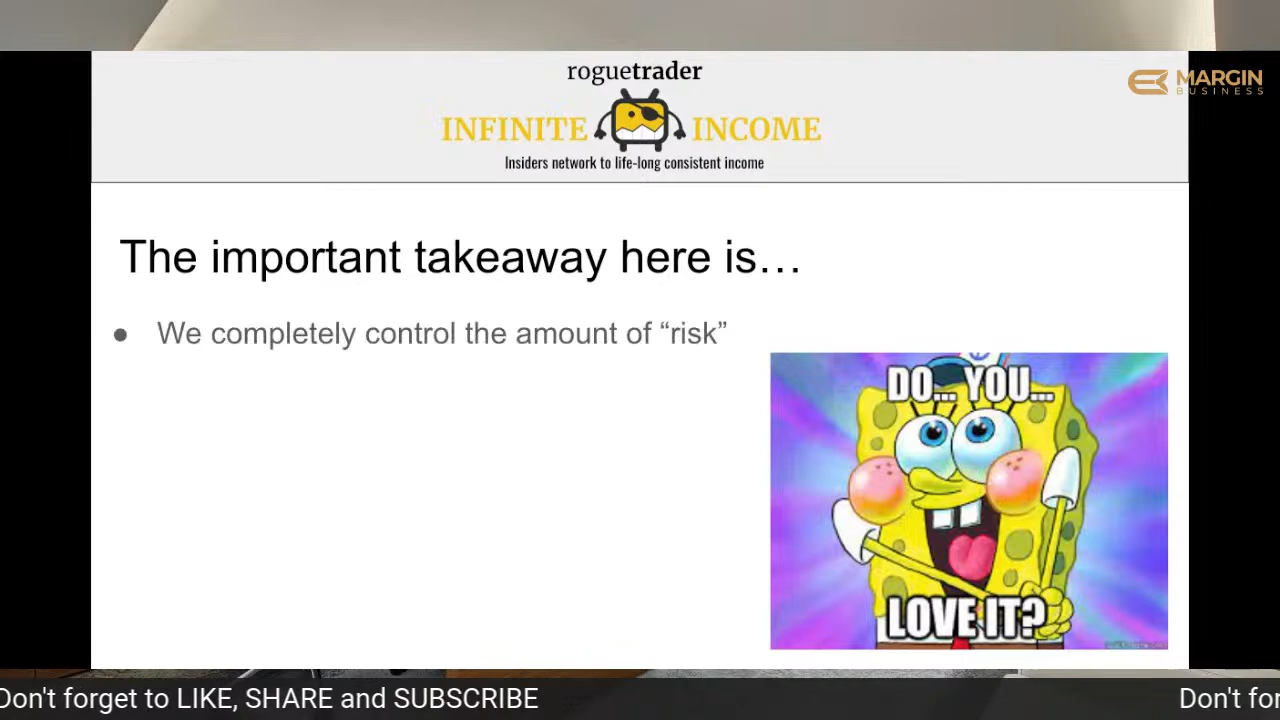 roguetrader
MARGIN
BUSINESS
INFINITE INCOME
Insiders network to life-long consistent income
The important takeaway here is…
● We completely control the amount of “risk”
DO... YOU...
LOVE IT?
Don't forget to LIKE, SHARE and SUBSCRIBE
Don't for